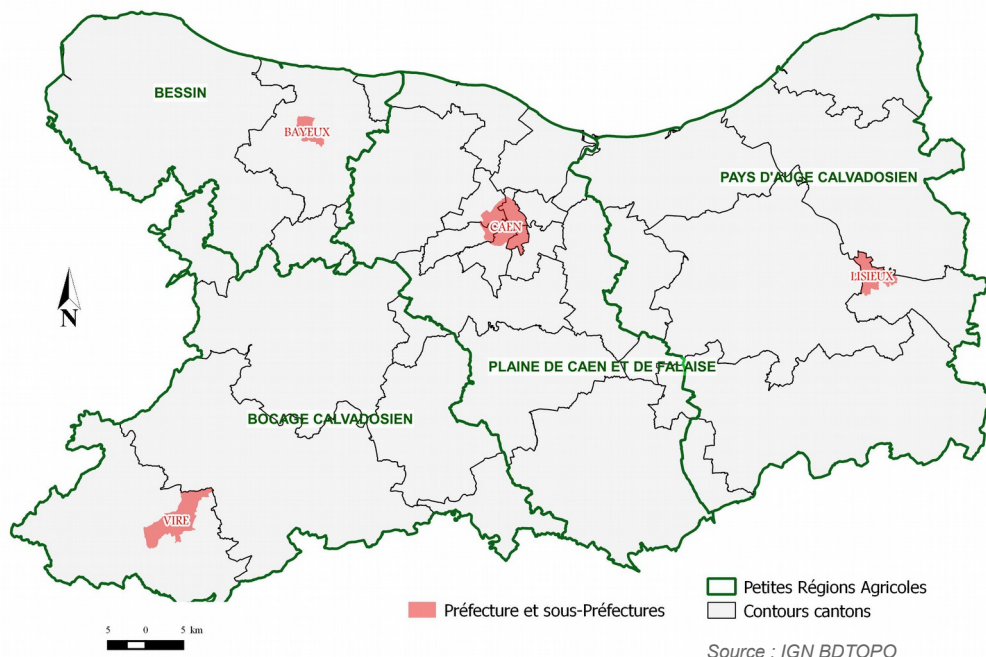 BESSIN
BAYEUX
PAYS D'AUGE CALVADOSIEN
CAEN
LISIEUX
N
PLAINE DE CAEN ET DE FALAISE
BOCAGE CALVADOSIEN
VIRE
Petites Régions Agricoles
Préfecture et sous-Préfectures
Contours cantons
5 0 5 km
Source : IGN BDTOPO